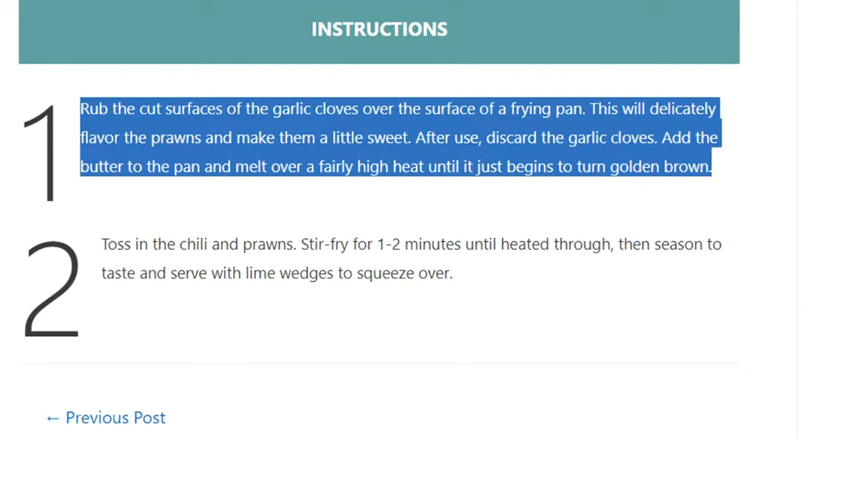 INSTRUCTIONS
1
Rub the cut surfaces of the garlic cloves over the surface of a frying pan. This will delicately
flavor the prawns and make them a little sweet. After use, discard the garlic cloves. Add the
butter to the pan and melt over a fairly high heat until it just begins to turn golden brown.
2
Toss in the chili and prawns. Stir-fry for 1-2 minutes until heated through, then season to
taste and serve with lime wedges to squeeze over.
← Previous Post